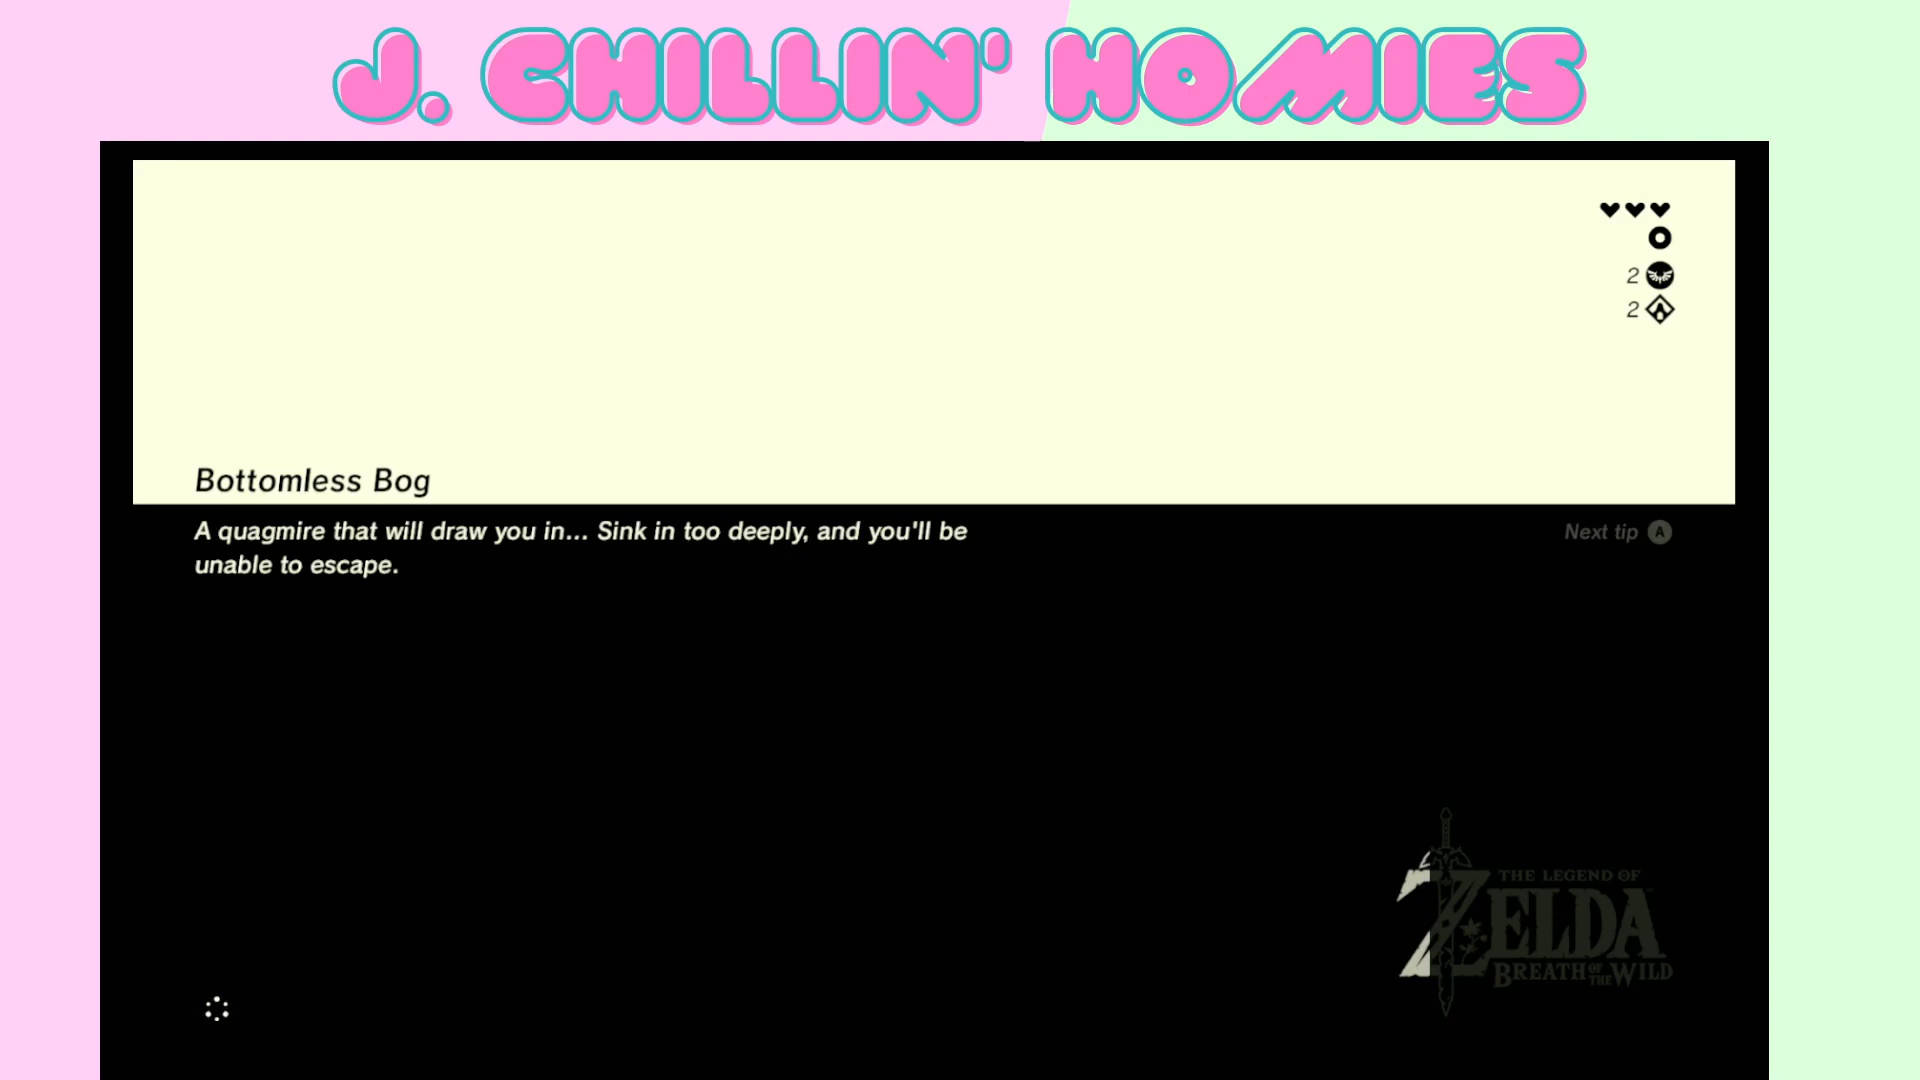 J. CHILLIN' HOMIES
2
2
Bottomless Bog
A quagmire that will draw you in... Sink in too deeply, and you'll be
unable to escape.
Next tip A
THE LEGEND OF
ZELDA
BREATH OF THE WILD